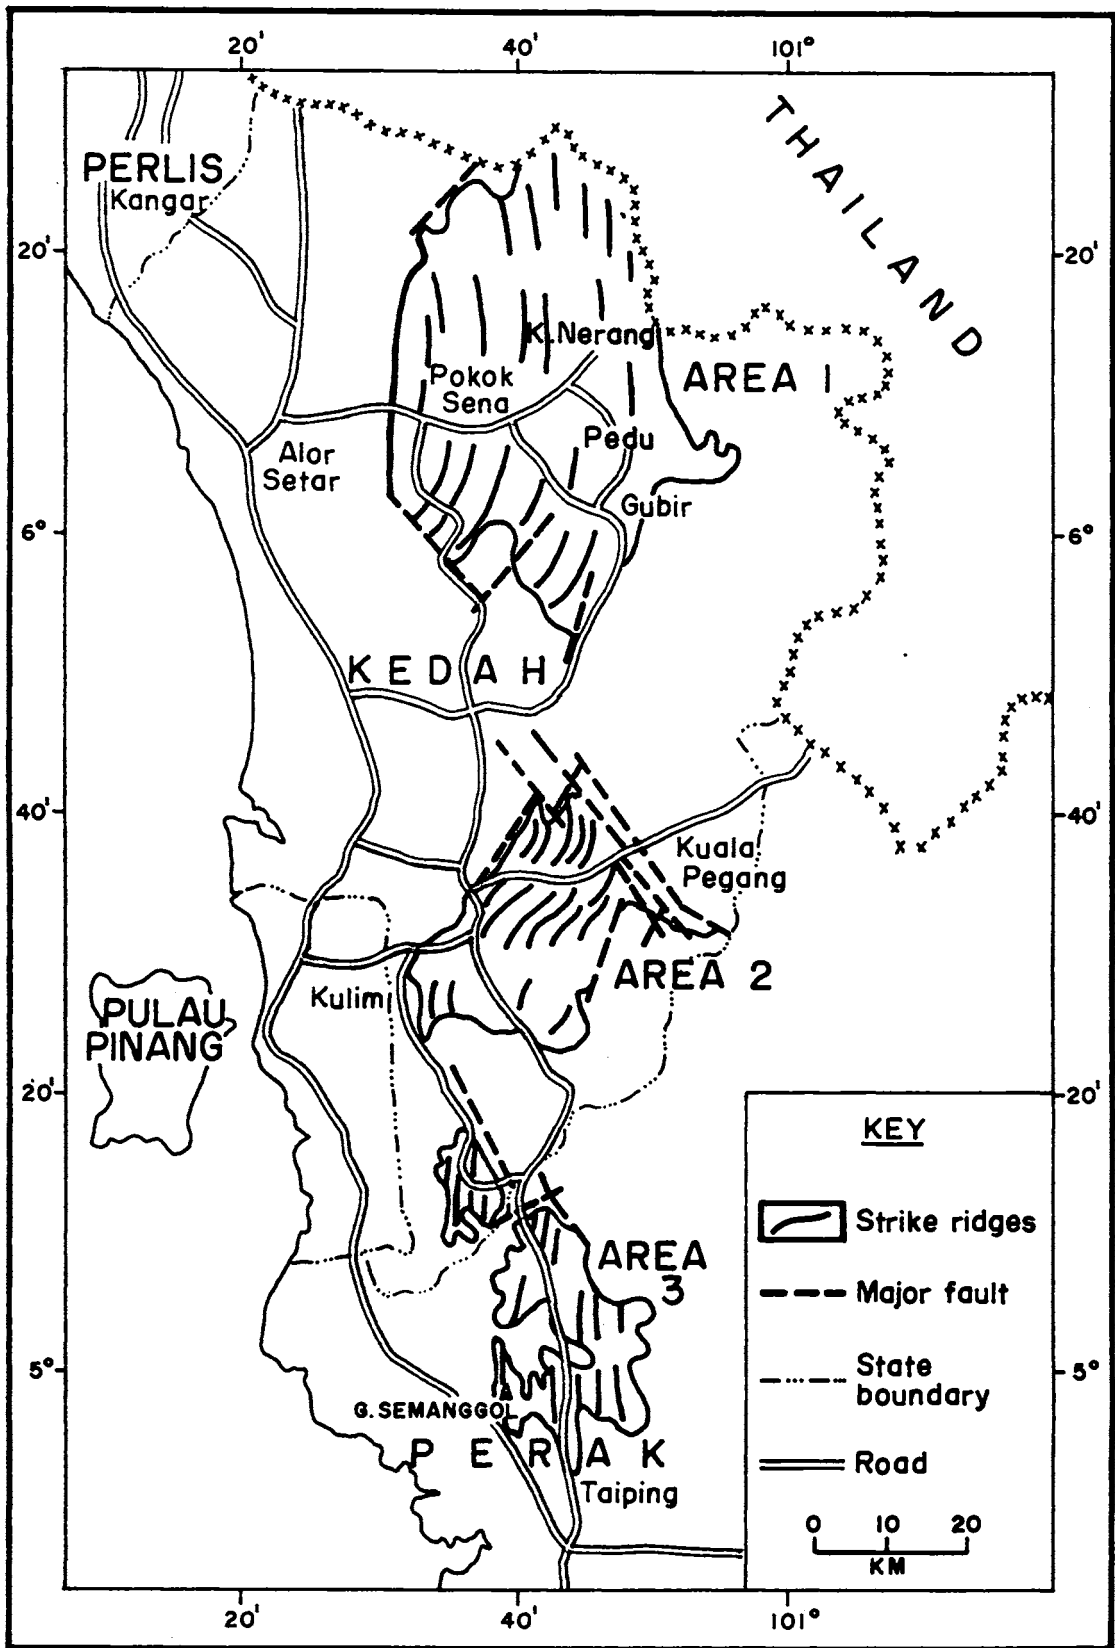 20'
40'
101°
THAILAND
PERLIS
Kangar
20'
20'
K.Nerang
AREA 1
Pokok
Sena
Pedu
Alor
Setar
Gubir
6°
6°
KEDAH
40'
40'
Kuala
Pegang
AREA 2
Kulim
PULAU
PINANG
20'
20'
KEY
Strike ridges
AREA
3
Major fault
5°
5°
State
boundary
G.SEMANGGOL
PERAK
Road
Taiping
0 10 20
KM
20'
40'
101°